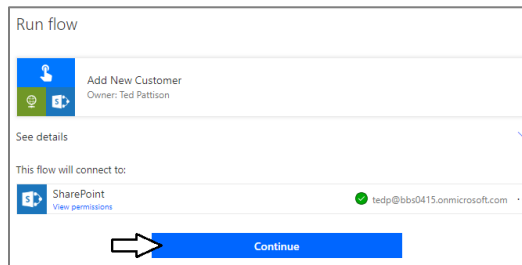 Run flow
Add New Customer
Owner: Ted Pattison
See details
This flow will connect to:
SharePoint
View permissions
tedp@bbs0415.onmicrosoft.com
Continue